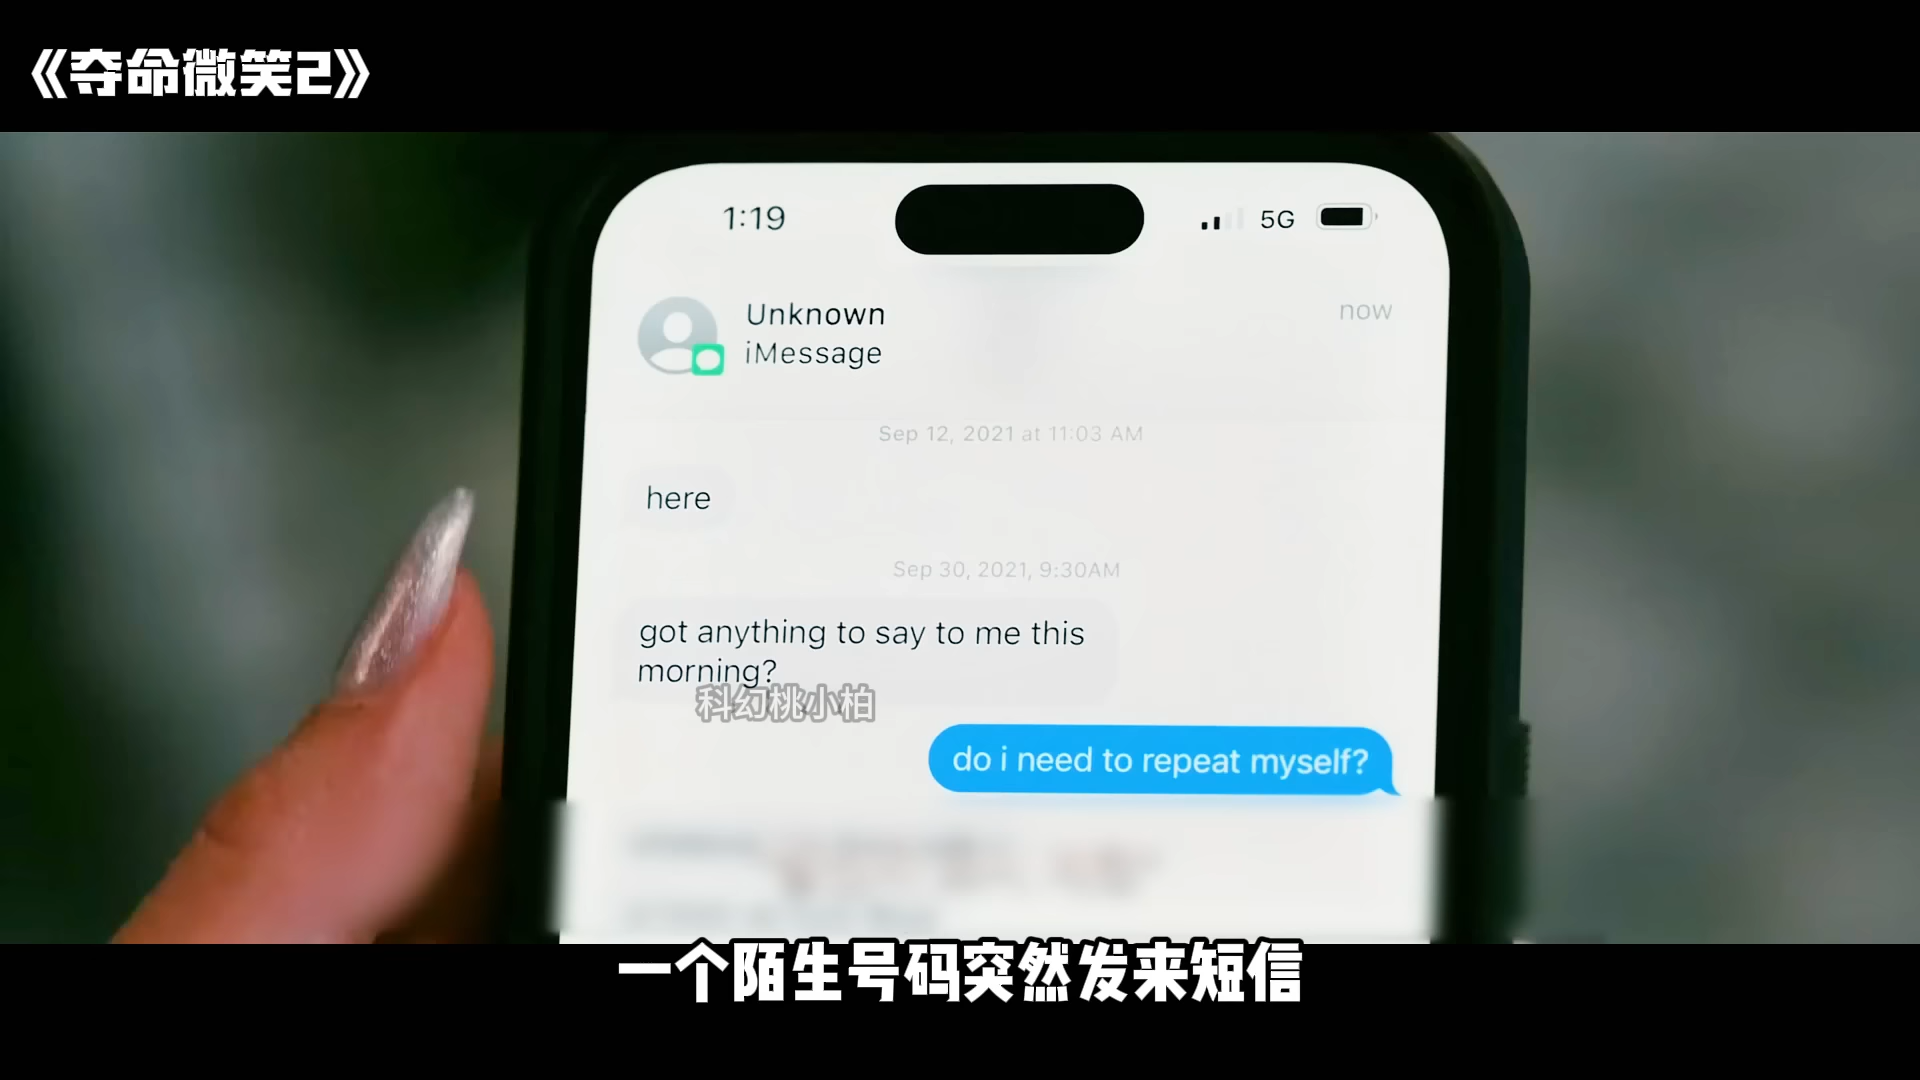 《夺命微笑2》
1:19
5G
Unknown
now
iMessage
Sep 12, 2021 at 11:03 AM
here
Sep 30, 2021, 9:30AM
got anything to say to me this
morning?
科幻桃小柏
do i need to repeat myself?
一个陌生号码突然发来短信